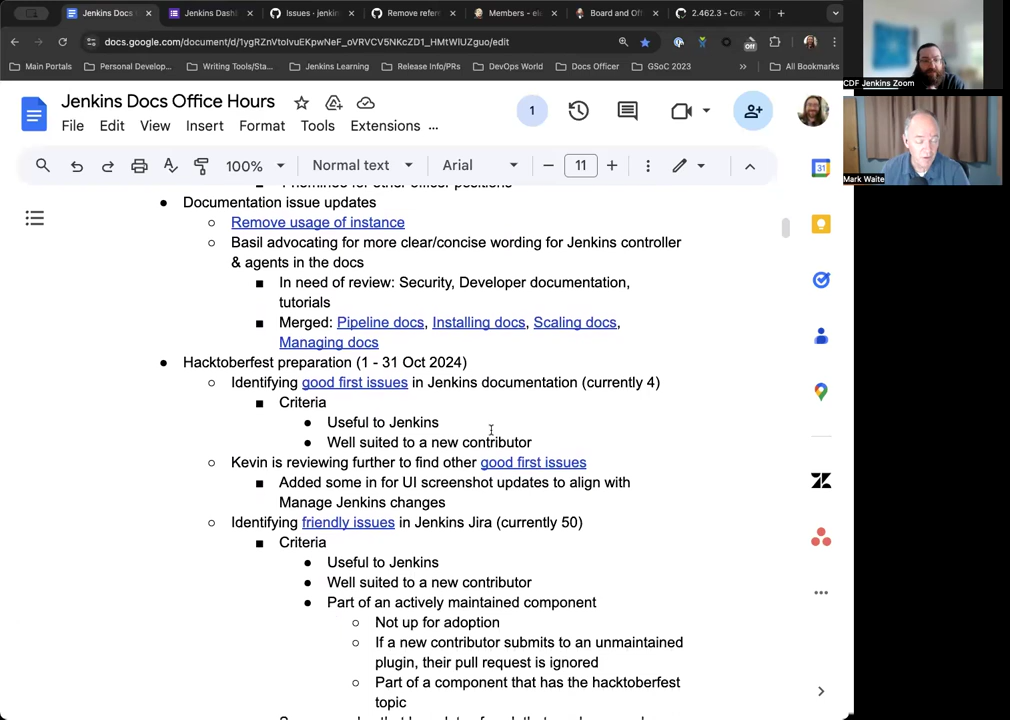 Jenkins Docs
Jenkins Dash
Issues · jenkin
Remove refere
Members - el
Board and Off
2.462.3 - Cre
docs.google.com/document/d/1ygRZnVtoIvuEKpwNeF_oVRVCV5NKcZD1_HMtWlUZguo/edit
Off
Main Portals
Personal Develop...
Writing Tools/Sta...
Jenkins Learning
Release Info/PRs
DevOps World
Docs Officer
GSoC 2023
All Bookmarks
CDF Jenkins Zoom
Mark Waite
Jenkins Docs Office Hours
File Edit View Insert Format Tools Extensions ...
1
100% Normal text Arial 11
31
Documentation issue updates
Remove usage of instance
Basil advocating for more clear/concise wording for Jenkins controller
& agents in the docs
In need of review: Security, Developer documentation,
tutorials
Merged: Pipeline docs, Installing docs, Scaling docs,
Managing docs
Hacktoberfest preparation (1 - 31 Oct 2024)
Identifying good first issues in Jenkins documentation (currently 4)
Criteria
Useful to Jenkins
Well suited to a new contributor
Kevin is reviewing further to find other good first issues
Added some in for UI screenshot updates to align with
Manage Jenkins changes
Identifying friendly issues in Jenkins Jira (currently 50)
Criteria
Useful to Jenkins
Well suited to a new contributor
Part of an actively maintained component
Not up for adoption
If a new contributor submits to an unmaintained
plugin, their pull request is ignored
Part of a component that has the hacktoberfest
topic